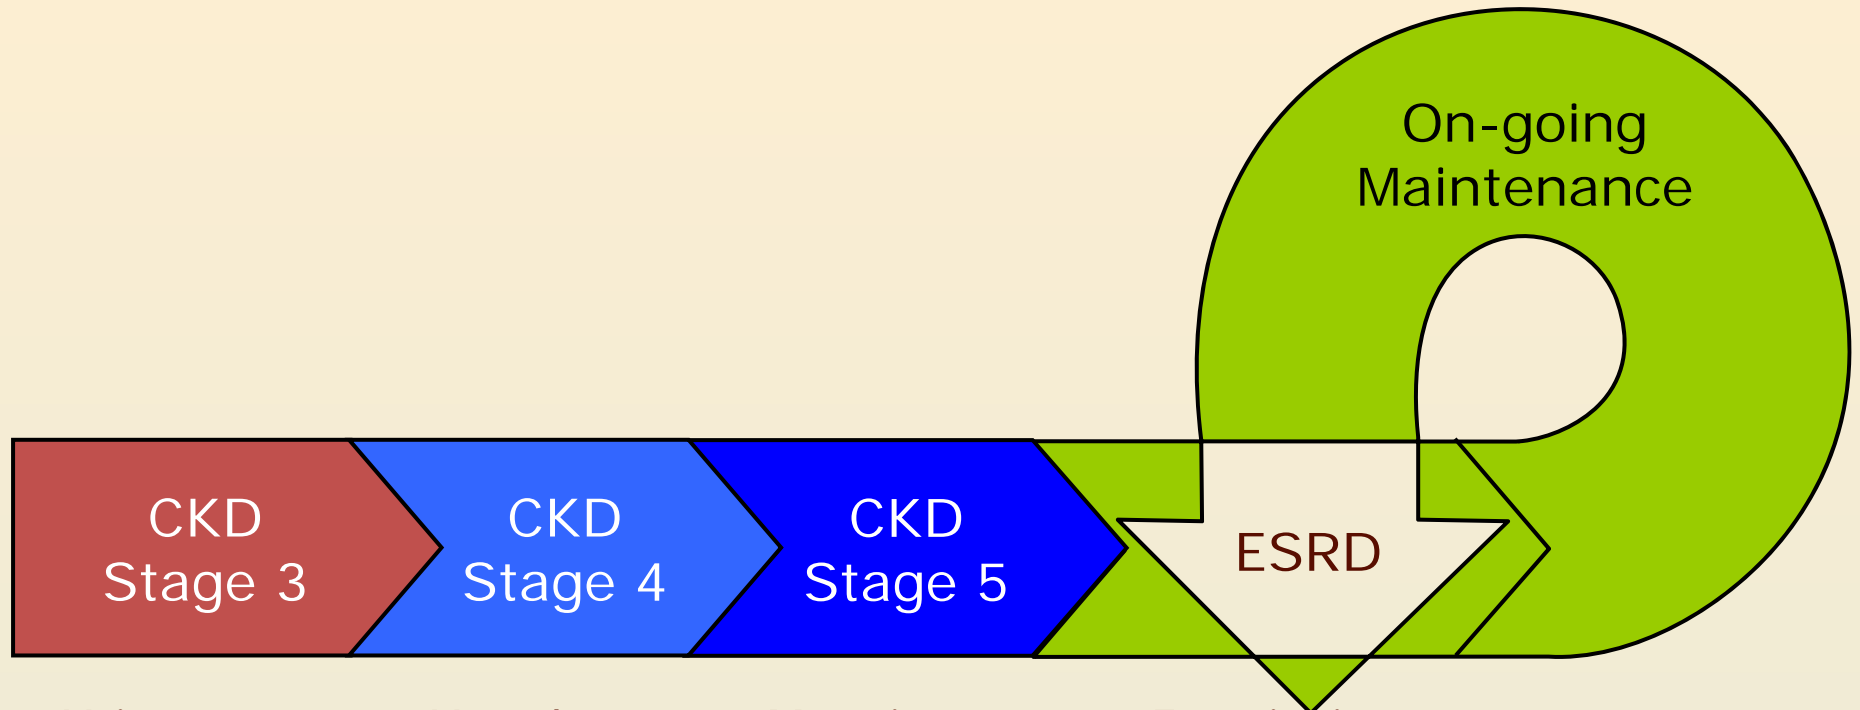 On-going
Maintenance
CKD
Stage 3
CKD
Stage 4
CKD
Stage 5
ESRD